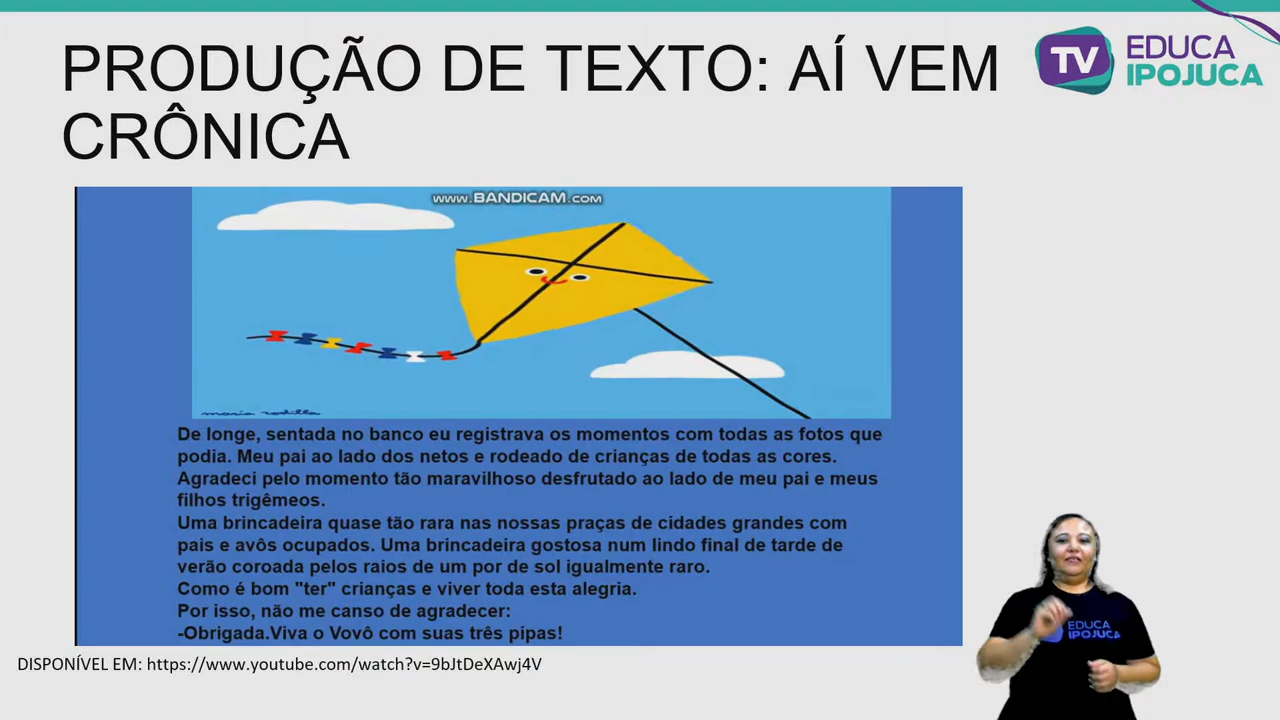 PRODUÇÃO DE TEXTO: AÍ VEM
CRÔNICA
TV
EDUCA
IPOJUCA
www.BANDICAM.com
maria rodilla
De longe, sentada no banco eu registrava os momentos com todas as fotos que
podia. Meu pai ao lado dos netos e rodeado de crianças de todas as cores.
Agradeci pelo momento tão maravilhoso desfrutado ao lado de meu pai e meus
filhos trigêmeos.
Uma brincadeira quase tão rara nas nossas praças de cidades grandes com
pais e avôs ocupados. Uma brincadeira gostosa num lindo final de tarde de
verão coroada pelos raios de um por de sol igualmente raro.
Como é bom "ter" crianças e viver toda esta alegria.
Por isso, não me canso de agradecer:
-Obrigada.Viva o Vovô com suas três pipas!
DISPONÍVEL EM: https://www.youtube.com/watch?v=9bJtDeXAwj4V
EDUCA
IPOJUCA